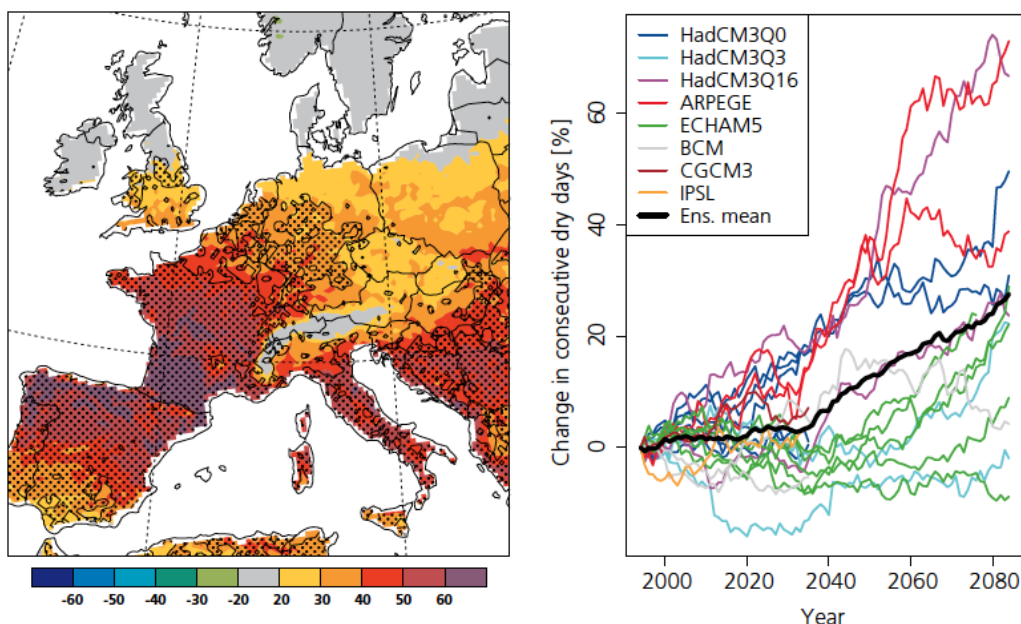 -60 -50 -40 -30 -20 20 30 40 50 60
Change in consecutive dry days [%]
60
40
20
0
HadCM3Q0
HadCM3Q3
HadCM3Q16
ARPEGE
ECHAM5
BCM
CGCM3
IPSL
Ens. mean
2000 2020 2040 2060 2080
Year